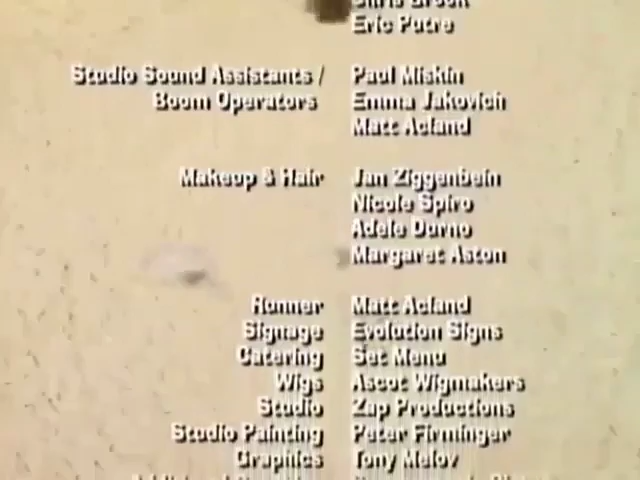 Eric Putre
Studio Sound Assistants / Paul Miskin
Boom Operators Emma Jakovich
Matt Acland
Makeup & Hair Jan Ziggenbein
Nicole Spiro
Adele Durno
Margaret Aston
Runner Matt Acland
Signage Evolution Signs
Catering Set Menu
Wigs Ascot Wigmakers
Studio Zap Productions
Studio Painting Peter Firminger
Graphics Tony Melov